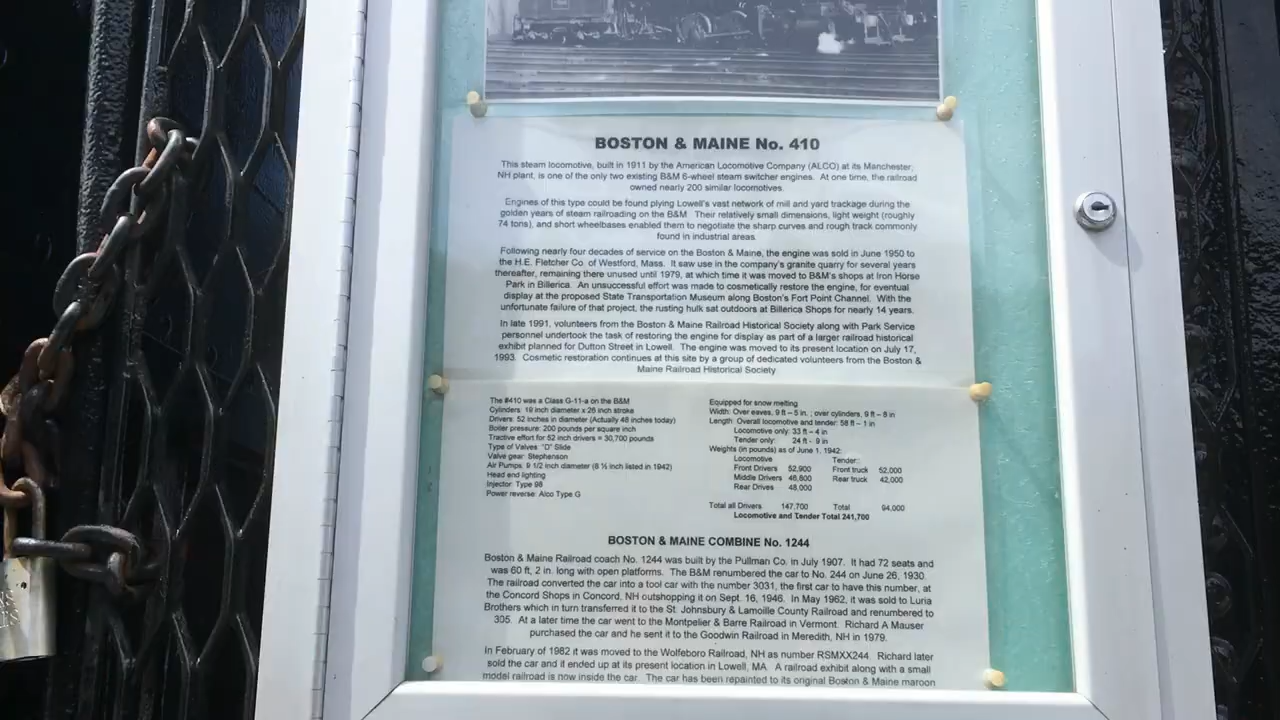 BOSTON & MAINE No. 410
This steam locomotive, built in 1911 by the American Locomotive Company (ALCO) at its Manchester,
NH plant, is one of the only two existing B&M 6-wheel steam switcher engines. At one time, the railroad
owned nearly 200 similar locomotives.
Engines of this type could be found plying Lowell's vast network of mill and yard trackage during the
golden years of steam railroading on the B&M. Their relatively small dimensions, light weight (roughly
74 tons), and short wheelbases enabled them to negotiate the sharp curves and rough track commonly
found in industrial areas.
Following nearly four decades of service on the Boston & Maine, the engine was sold in June 1950 to
the H.E. Fletcher Co. of Westford, Mass. It saw use in the company's granite quarry for several years
thereafter, remaining there unused until 1979, at which time it was moved to B&M's shops at Iron Horse
Park in Billerica. An unsuccessful effort was made to cosmetically restore the engine, for eventual
display at the proposed State Transportation Museum along Boston's Fort Point Channel. With the
unfortunate failure of that project, the rusting hulk sat outdoors at Billerica Shops for nearly 14 years.
In late 1991, volunteers from the Boston & Maine Railroad Historical Society along with Park Service
personnel undertook the task of restoring the engine for display as part of a larger railroad historical
exhibit planned for Dutton Street in Lowell. The engine was moved to its present location on July 17,
1993. Cosmetic restoration continues at this site by a group of dedicated volunteers from the Boston &
Maine Railroad Historical Society
The #410 was a Class G-11-a on the B&M
Cylinders: 19 inch diameter x 26 inch stroke
Drivers: 52 inches in diameter (Actually 48 inches today)
Boiler pressure: 200 pounds per square inch
Tractive effort for 52 inch drivers = 30,700 pounds
Type of Valves: "D" Slide
Valve gear: Stephenson
Air Pumps: 9 1/2 inch diameter (8 ½ inch listed in 1942)
Head end lighting
Injector: Type 98
Power reverse: Alco Type G
Equipped for snow melting
Width: Over eaves, 9 ft – 5 in. ; over cylinders, 9 ft – 8 in
Length: Overall locomotive and tender: 58 ft – 1 in
Locomotive only: 33 ft – 4 in
Tender only: 24 ft - 9 in
Weights (in pounds) as of June 1, 1942:
Locomotive Tender:
Front Drivers 52,900 Front truck 52,000
Middle Drivers 46,800 Rear truck 42,000
Rear Drives 48,000
Total all Drivers 147,700 Total 94,000
Locomotive and Tender Total 241,700
BOSTON & MAINE COMBINE No. 1244
Boston & Maine Railroad coach No. 1244 was built by the Pullman Co. in July 1907. It had 72 seats and
was 60 ft, 2 in. long with open platforms. The B&M renumbered the car to No. 244 on June 26, 1930.
The railroad converted the car into a tool car with the number 3031, the first car to have this number, at
the Concord Shops in Concord, NH outshopping it on Sept. 16, 1946. In May 1962, it was sold to Luria
Brothers which in turn transferred it to the St. Johnsbury & Lamoille County Railroad and renumbered to
305. At a later time the car went to the Montpelier & Barre Railroad in Vermont. Richard A Mauser
purchased the car and he sent it to the Goodwin Railroad in Meredith, NH in 1979.
In February of 1982 it was moved to the Wolfeboro Railroad, NH as number RSMXX244. Richard later
sold the car and it ended up at its present location in Lowell, MA. A railroad exhibit along with a small
model railroad is now inside the car. The car has been repainted to its original Boston & Maine maroon